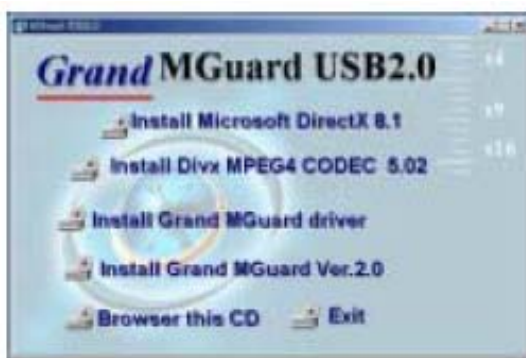 Grand MGuard USB2.0
Install Microsoft DirectX 8.1
Install Divx MPEG4 CODEC 5.02
Install Grand MGuard driver
Install Grand MGuard Ver.2.0
Browser this CD Exit